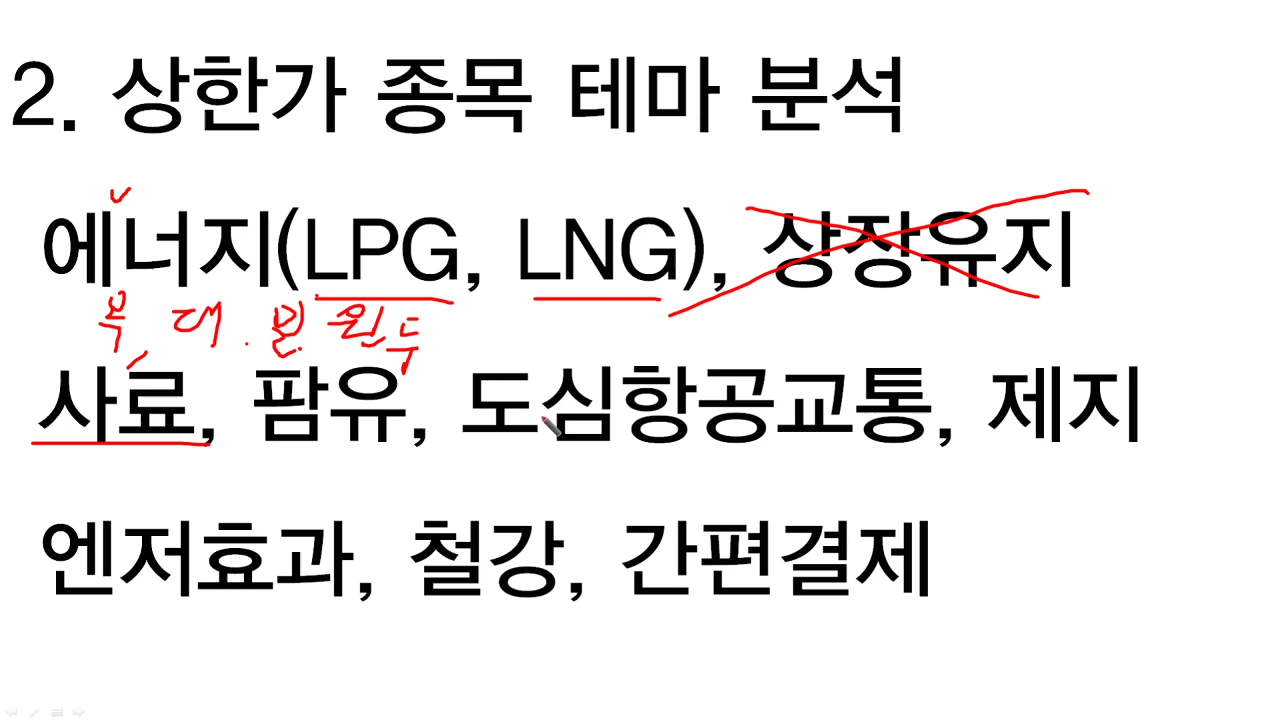 2. 상한가 종목 테마 분석
에너지(LPG, LNG), 상장유지
사료, 팜유, 도심항공교통, 제지
엔저효과, 철강, 간편결제